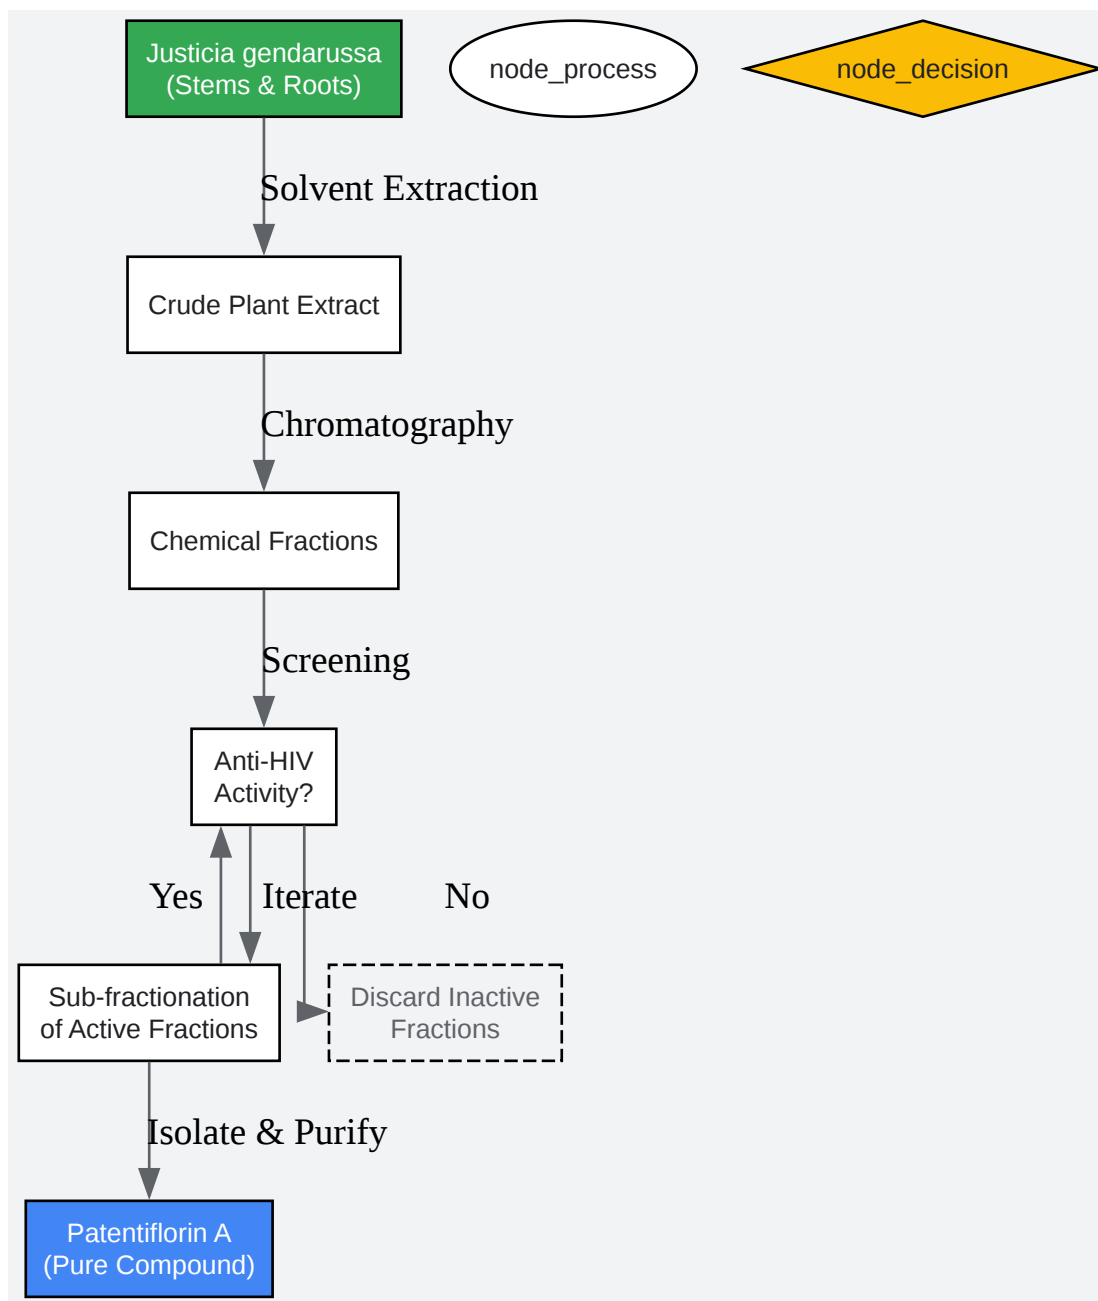 Justicia gendarussa
(Stems & Roots)
node_process
node_decision
Solvent Extraction
Crude Plant Extract
Chromatography
Chemical Fractions
Screening
Anti-HIV
Activity?
Yes
Iterate
No
Sub-fractionation
of Active Fractions
Discard Inactive
Fractions
Isolate & Purify
Patentiflorin A
(Pure Compound)